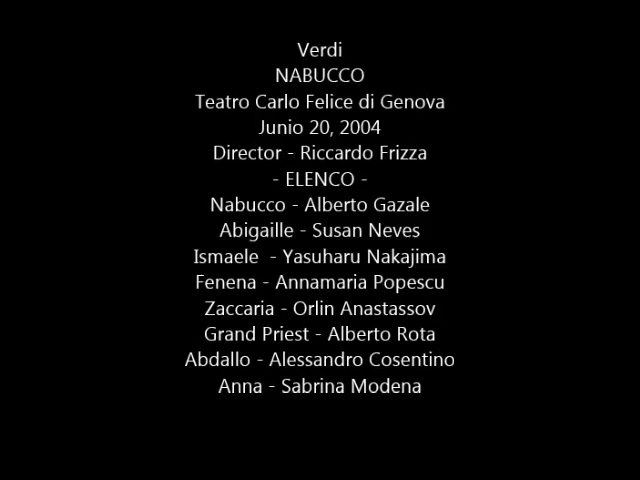 Verdi
NABUCCO
Teatro Carlo Felice di Genova
Junio 20, 2004
Director - Riccardo Frizza
- ELENCO -
Nabucco - Alberto Gazale
Abigaille - Susan Neves
Ismaele  - Yasuharu Nakajima
Fenena - Annamaria Popescu
Zaccaria - Orlin Anastassov
Grand Priest - Alberto Rota
Abdallo - Alessandro Cosentino
Anna - Sabrina Modena